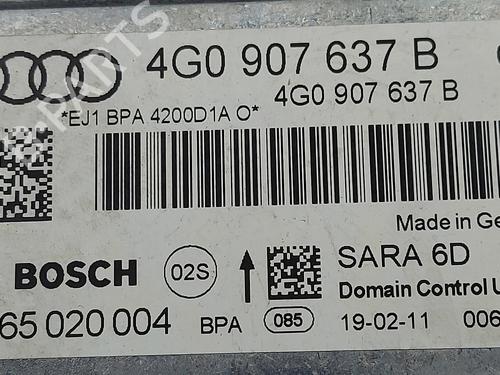 4G0 907 637 B
4G0 907 637 B
*EJ1 BPA 4200D1A O*
Made in Ge
BOSCH
02S
SARA 6D
Domain Control U
65 020 004
BPA
085
19-02-11
006